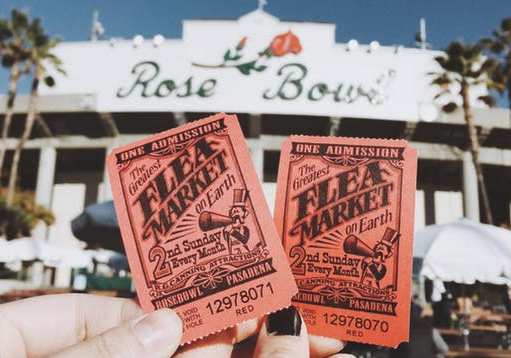 Rose Bowl
ONE ADMISSION
The Greatest
FLEA
MARKET
on Earth
2nd Sunday
Every Month
R.G. CANNING ATTRACTIONS
ROSEBOWL PASADENA
VOID
WITH
HOLE
12978071
RED
ONE ADMISSION
The Greatest
FLEA
MARKET
on Earth
2nd Sunday
Every Month
R.G. CANNING ATTRACTIONS
ROSEBOWL PASADENA
VOID
WITH
HOLE
12978070
RED